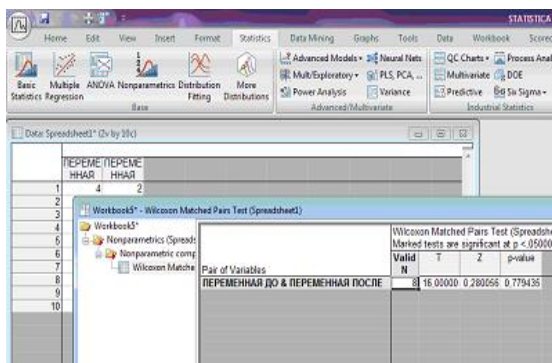 STATISTICA
Home Edit View Insert Format Statistics Data Mining Graphs Tools Data Workbook Scorec
Advanced Models Neural Nets QC Charts Process Anal
Mult/Exploratory PLS, PCA, ... Multivariate DOE
Power Analysis Variance Predictive Six Sigma
Basic Statistics Multiple Regression ANOVA Nonparametrics Distribution Fitting More Distributions
Base Advanced/Multivariate Industrial Statistics
Data: Spreadsheet1* (2v by 10c)
ПЕРЕМЕ ПЕРЕМЕ
ННАЯ ННАЯ
1 4 2
2
3
4
5
6
7
8
9
10
Workbook5* - Wilcoxon Matched Pairs Test (Spreadsheet1)
Workbook5*
Nonparametrics (Spreads
Nonparametric comp
Wilcoxon Matche
Wilcoxon Matched Pairs Test (Spreadshe
Marked tests are significant at p <,05000
Pair of Variables Valid N T Z p-value
ПЕРЕМЕННАЯ ДО & ПЕРЕМЕННАЯ ПОСЛЕ 8 16,00000 0,280056 0,779435